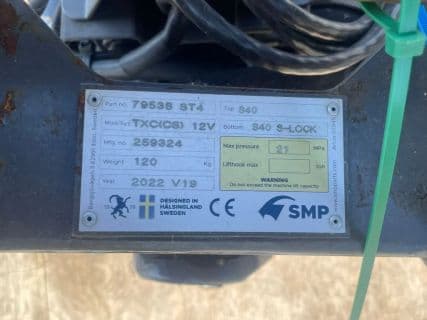 Part no. 79538 ST4 Top S40
Model/Type TXC(CS) 12V Bottom S40 S-LOCK
Mfg. no. 259324 Max pressure 21 MPa
Weight 120 Kg Lifthook max
Year 2022 V19
WARNING
Do not exceed the machine lift capacity
DESIGNED IN
HÄLSINGLAND
SWEDEN
CE
SMP